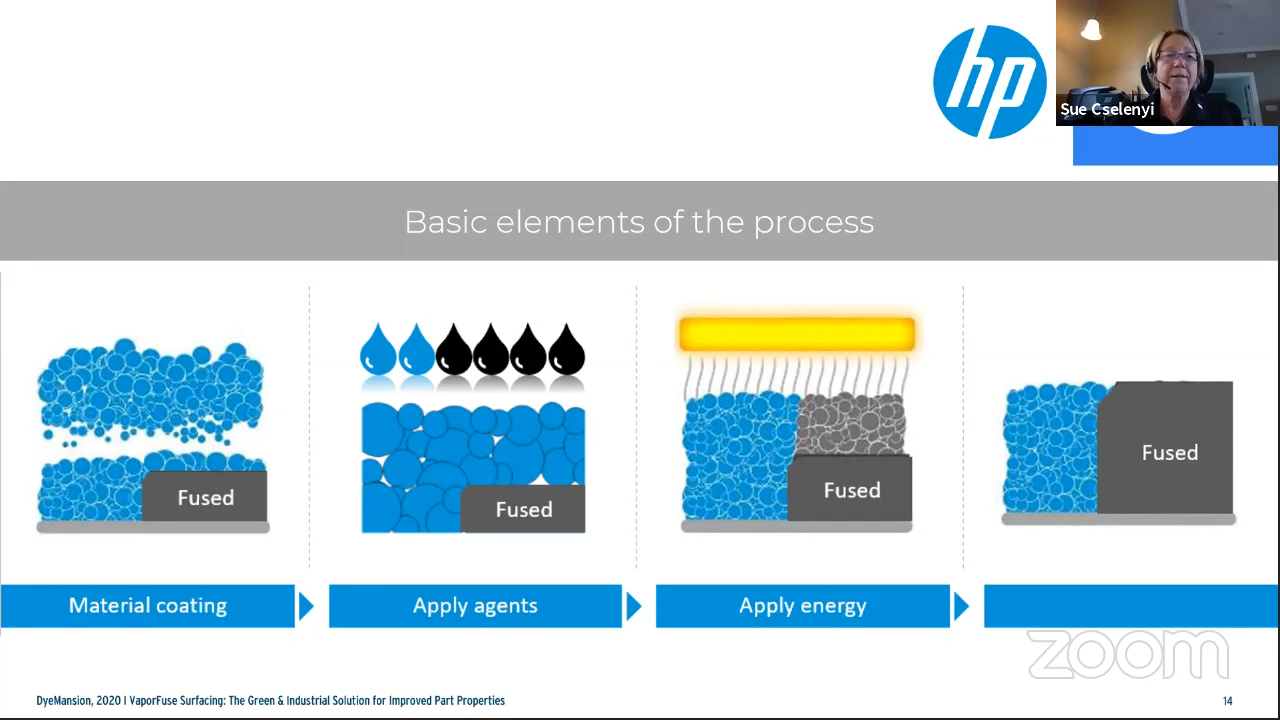 hp
Sue Cselenyi
Basic elements of the process
Fused
Fused
Fused
Fused
Material coating
Apply agents
Apply energy
zoom
DyeMansion, 2020 I VaporFuse Surfacing: The Green & Industrial Solution for Improved Part Properties
14